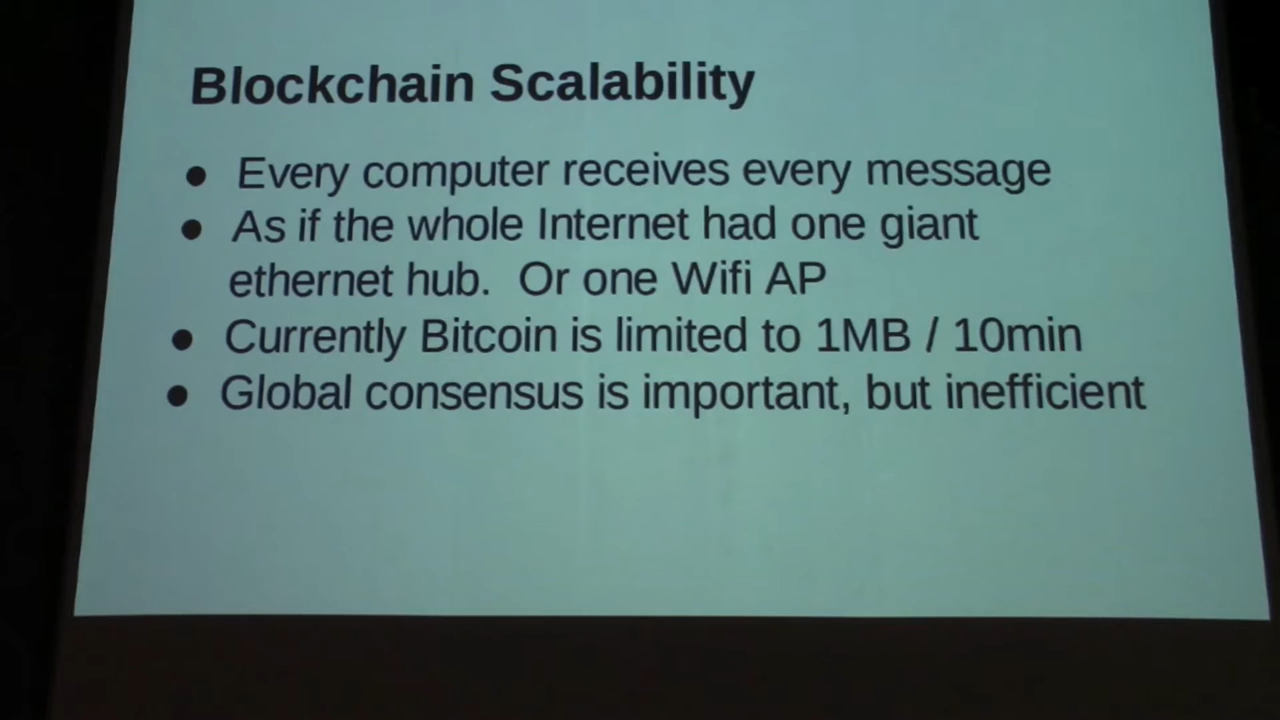 Blockchain Scalability
● Every computer receives every message
● As if the whole Internet had one giant
ethernet hub.  Or one Wifi AP
● Currently Bitcoin is limited to 1MB / 10min
● Global consensus is important, but inefficient